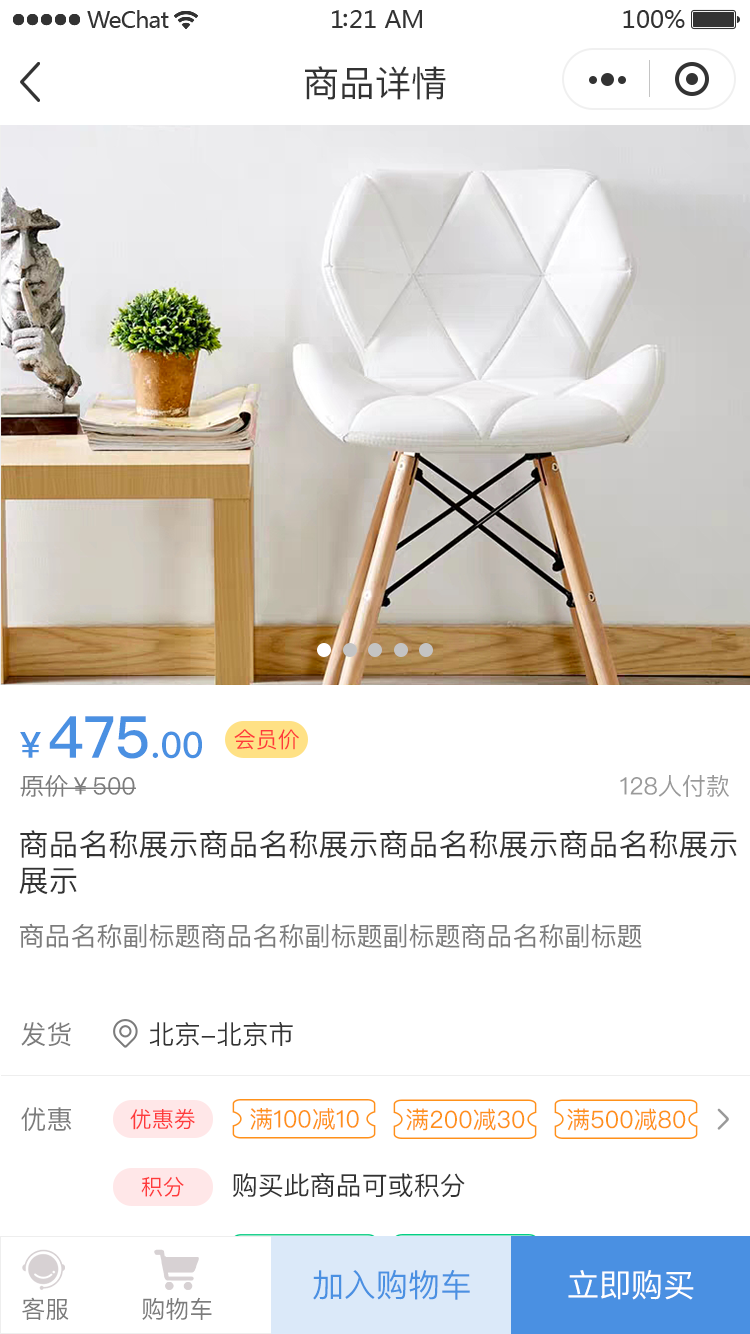 WeChat 1:21 AM 100%
商品详情
¥475.00 会员价
原价¥500 128人付款
商品名称展示商品名称展示商品名称展示商品名称展示
展示
商品名称副标题商品名称副标题副标题商品名称副标题
发货 北京–北京市
优惠 优惠券 满100减10 满200减30 满500减80
积分 购买此商品可或积分
客服 购物车 加入购物车 立即购买